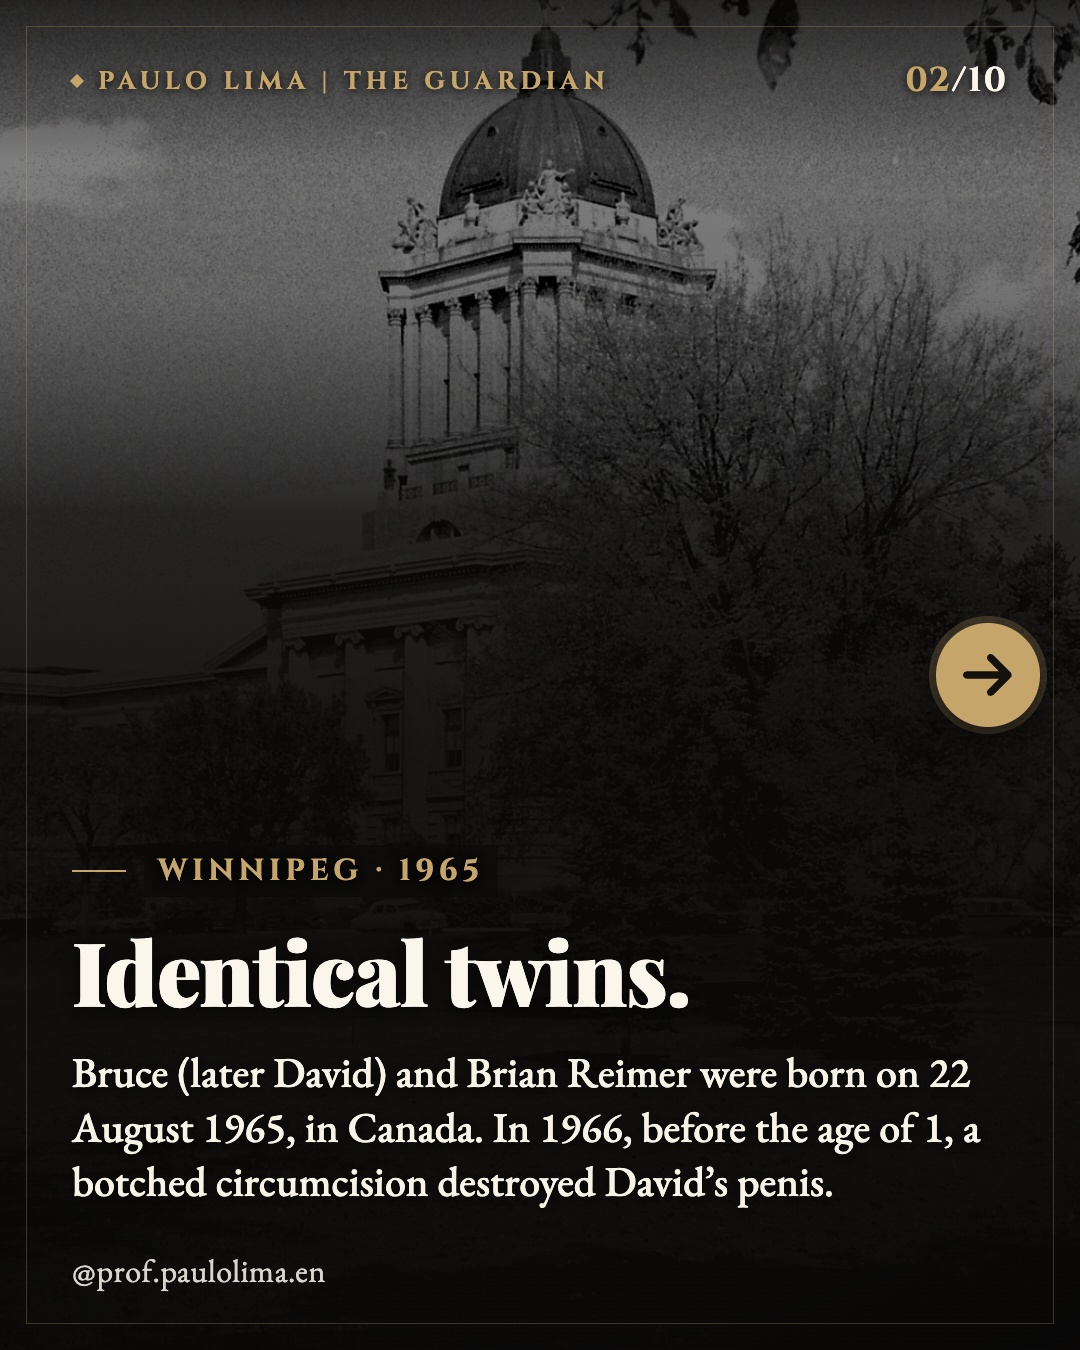 ◆ PAULO LIMA | THE GUARDIAN
02/10
WINNIPEG · 1965
Identical twins.
Bruce (later David) and Brian Reimer were born on 22
August 1965, in Canada. In 1966, before the age of 1, a
botched circumcision destroyed David’s penis.
@prof.paulolima.en